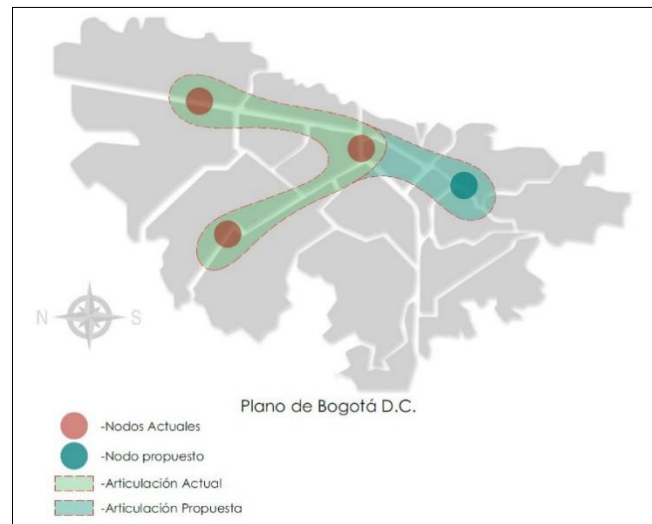 N S
Plano de Bogotá D.C.
-Nodos Actuales
-Nodo propuesto
-Articulación Actual
-Articulación Propuesta